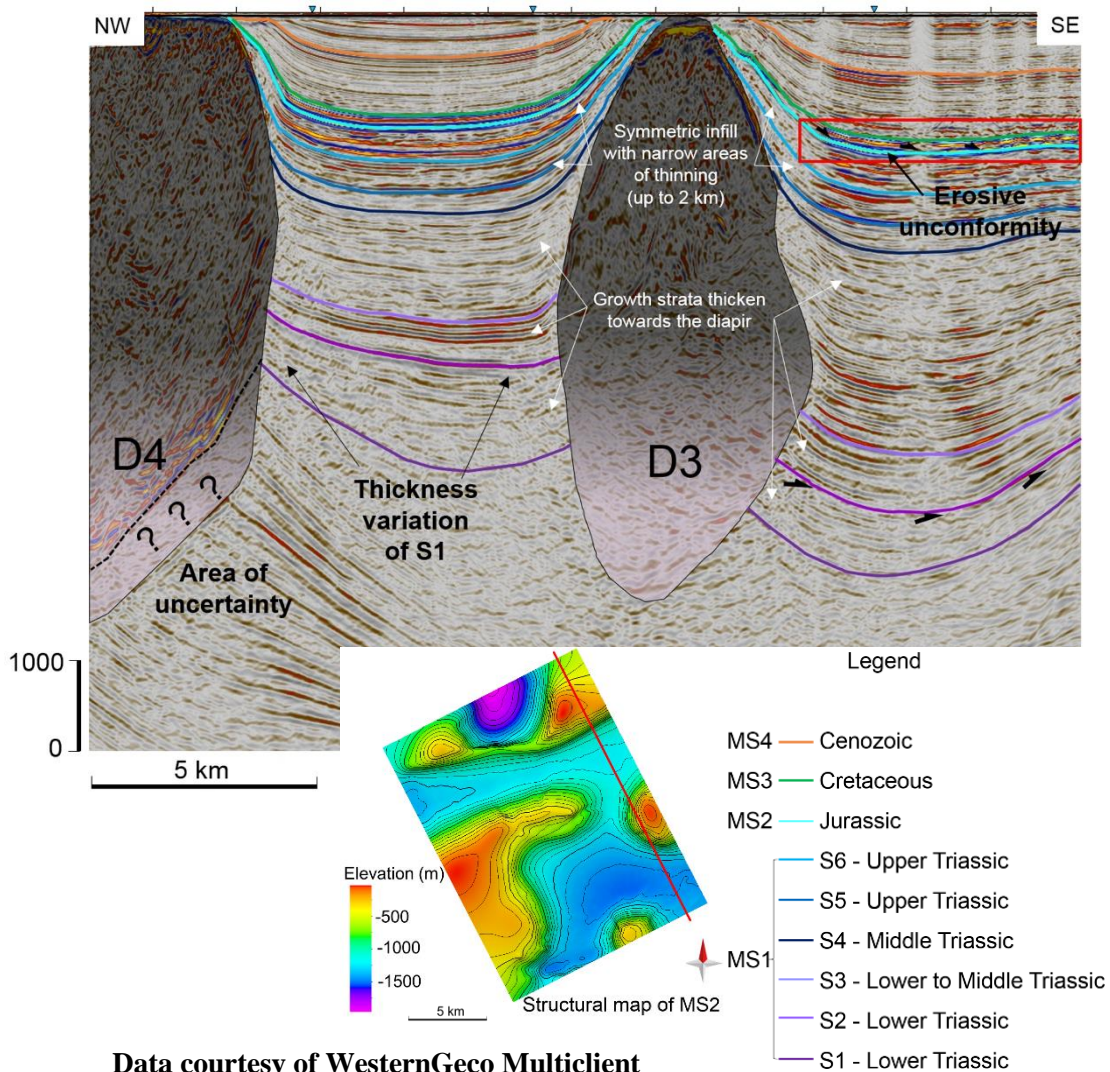 NW
SE
Symmetric infill
with narrow areas
of thinning
(up to 2 km)
Erosive
unconformity
Growth strata thicken
towards the diapir
D4
D3
? ? ?
Thickness
variation
of S1
Area of
uncertainty
1000
0
5 km
Legend
MS4 Cenozoic
MS3 Cretaceous
MS2 Jurassic
S6 - Upper Triassic
S5 - Upper Triassic
S4 - Middle Triassic
MS1
S3 - Lower to Middle Triassic
S2 - Lower Triassic
S1 - Lower Triassic
Elevation (m)
-500
-1000
-1500
5 km
Structural map of MS2
Data courtesy of WesternGeco Multiclient